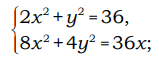 2x² + y² = 36,
8x² + 4y² = 36x;